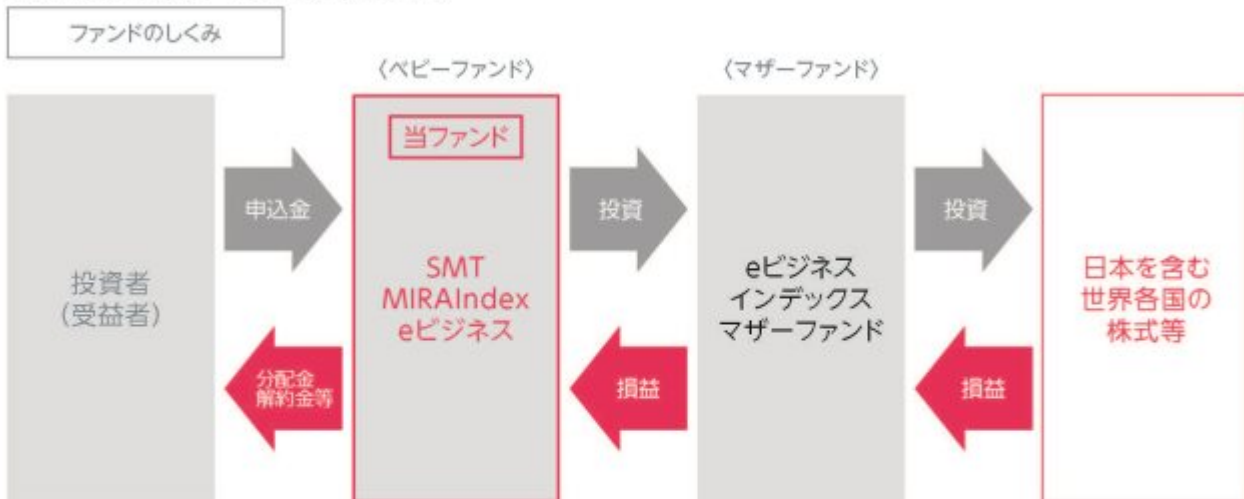 ファンドのしくみ
〈ベビーファンド〉
〈マザーファンド〉
投資者
(受益者)
申込金
分配金
解約金等
当ファンド
SMT
MIRAIndex
eビジネス
投資
損益
eビジネス
インデックス
マザーファンド
投資
損益
日本を含む
世界各国の
株式等